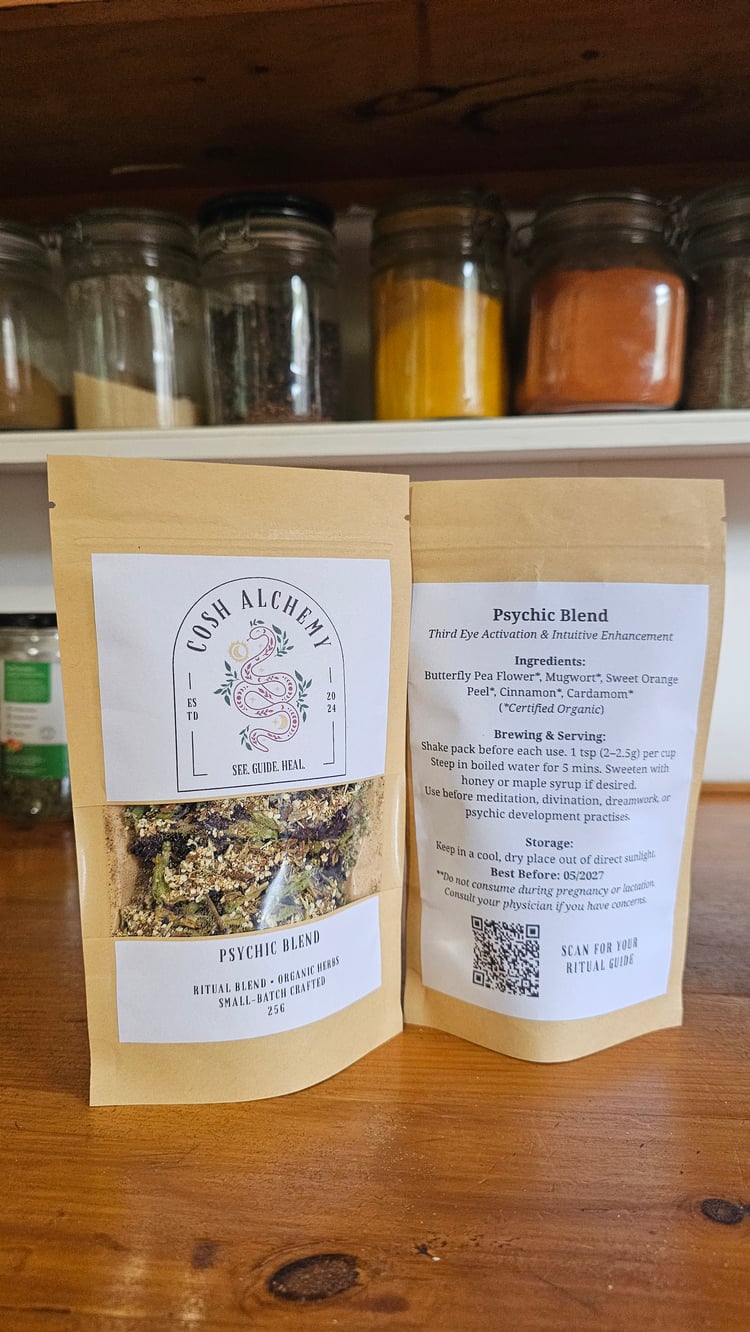 COSH ALCHEMY
ES
TD
20
24
SEE. GUIDE. HEAL.
PSYCHIC BLEND
RITUAL BLEND • ORGANIC HERBS
SMALL-BATCH CRAFTED
25G
Psychic Blend
Third Eye Activation & Intuitive Enhancement
Ingredients:
Butterfly Pea Flower*, Mugwort*, Sweet Orange
Peel*, Cinnamon*, Cardamom*
(*Certified Organic)
Brewing & Serving:
Shake pack before each use. 1 tsp (2–2.5g) per cup
Steep in boiled water for 5 mins. Sweeten with
honey or maple syrup if desired.
Use before meditation, divination, dreamwork, or
psychic development practises.
Storage:
Keep in a cool, dry place out of direct sunlight.
Best Before: 05/2027
**Do not consume during pregnancy or lactation.
Consult your physician if you have concerns.
SCAN FOR YOUR
RITUAL GUIDE